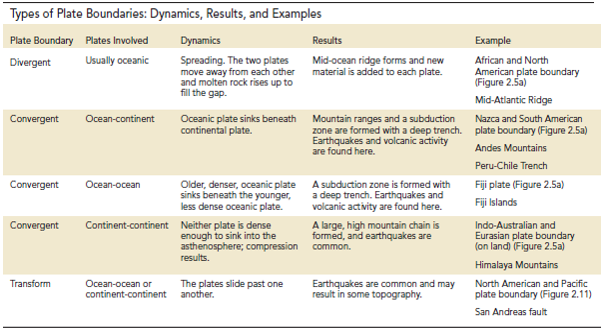 Types of Plate Boundaries: Dynamics, Results, and Examples
Plate Boundary Plates Involved Dynamics Results Example
Divergent Usually oceanic Spreading. The two plates move away from each other and molten rock rises up to fill the gap. Mid-ocean ridge forms and new material is added to each plate. African and North American plate boundary (Figure 2.5a) Mid-Atlantic Ridge
Convergent Ocean-continent Oceanic plate sinks beneath continental plate. Mountain ranges and a subduction zone are formed with a deep trench. Earthquakes and volcanic activity are found here. Nazca and South American plate boundary (Figure 2.5a) Andes Mountains Peru-Chile Trench
Convergent Ocean-ocean Older, denser, oceanic plate sinks beneath the younger, less dense oceanic plate. A subduction zone is formed with a deep trench. Earthquakes and volcanic activity are found here. Fiji plate (Figure 2.5a) Fiji Islands
Convergent Continent-continent Neither plate is dense enough to sink into the asthenosphere; compression results. A large, high mountain chain is formed, and earthquakes are common. Indo-Australian and Eurasian plate boundary (on land) (Figure 2.5a) Himalaya Mountains
Transform Ocean-ocean or continent-continent The plates slide past one another. Earthquakes are common and may result in some topography. North American and Pacific plate boundary (Figure 2.11) San Andreas fault